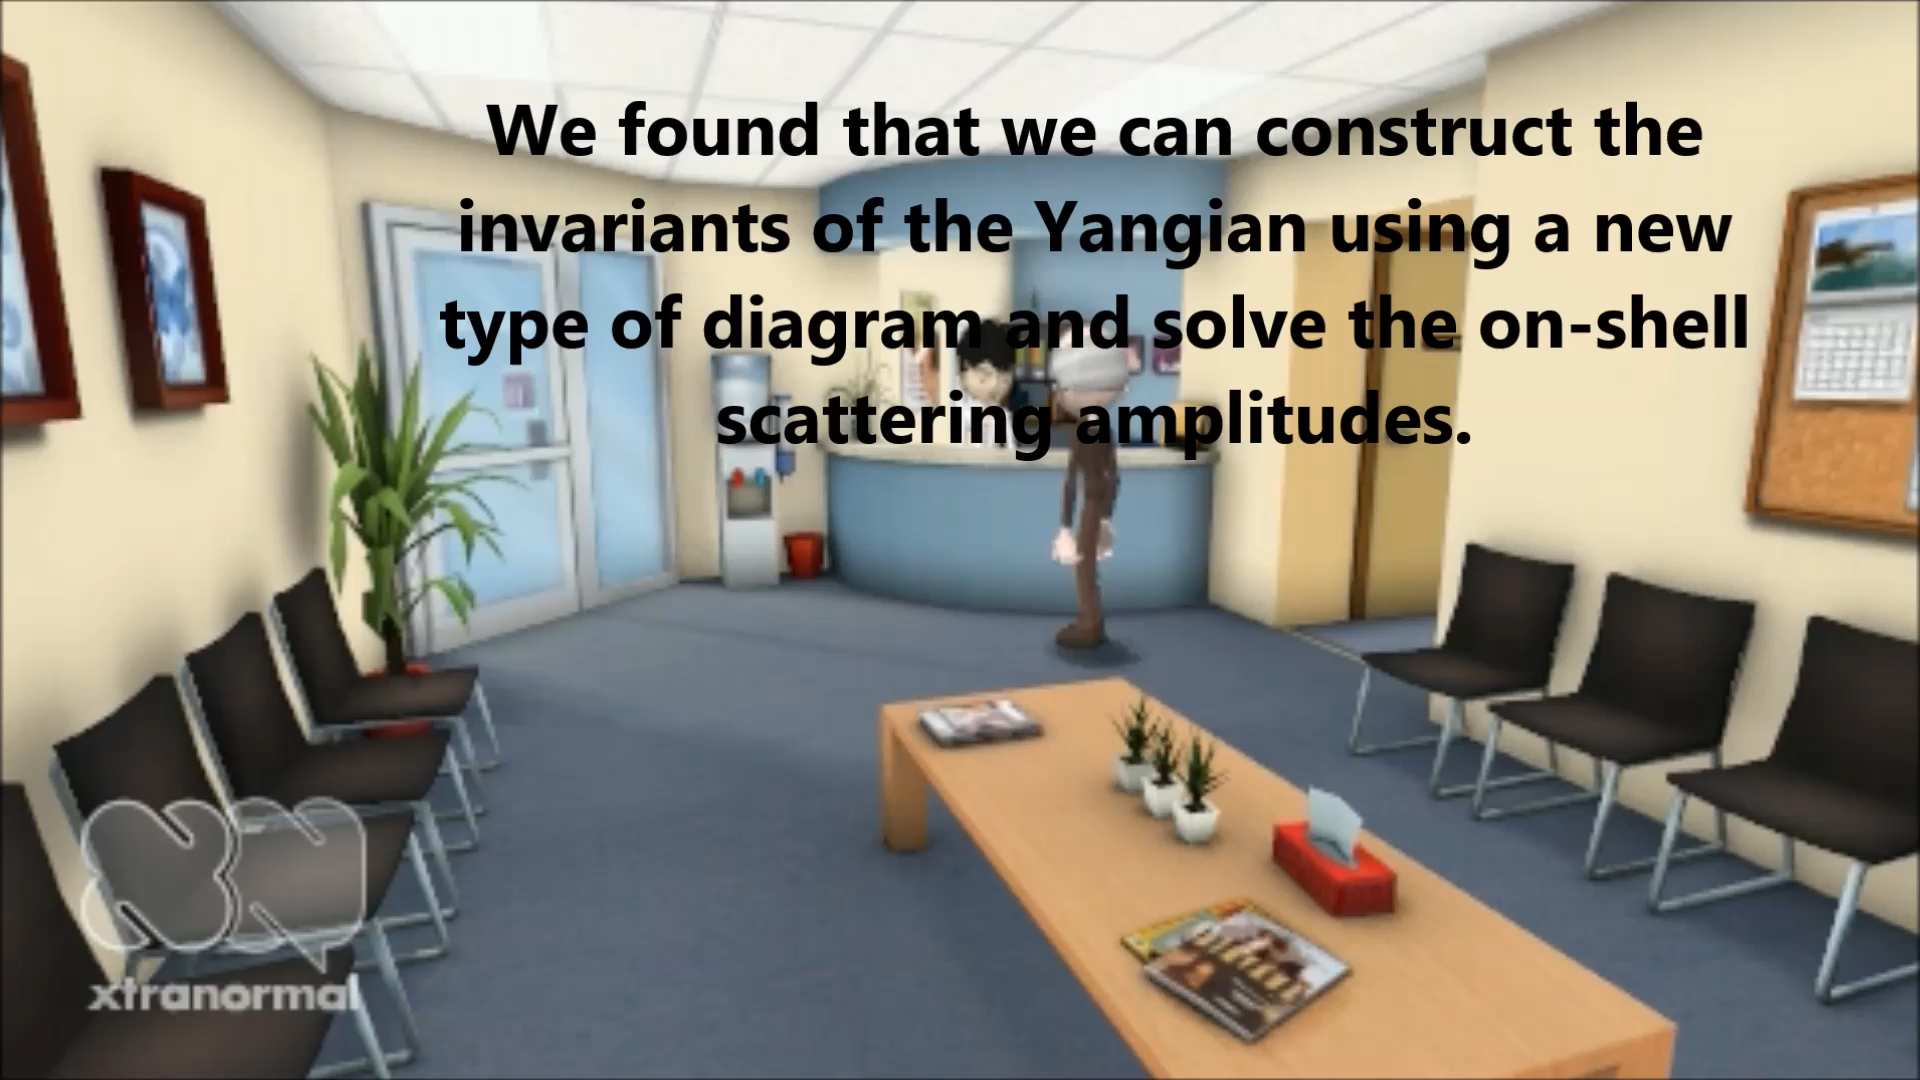 We found that we can construct the
invariants of the Yangian using a new
type of diagram and solve the on-shell
scattering amplitudes.
xtranormal